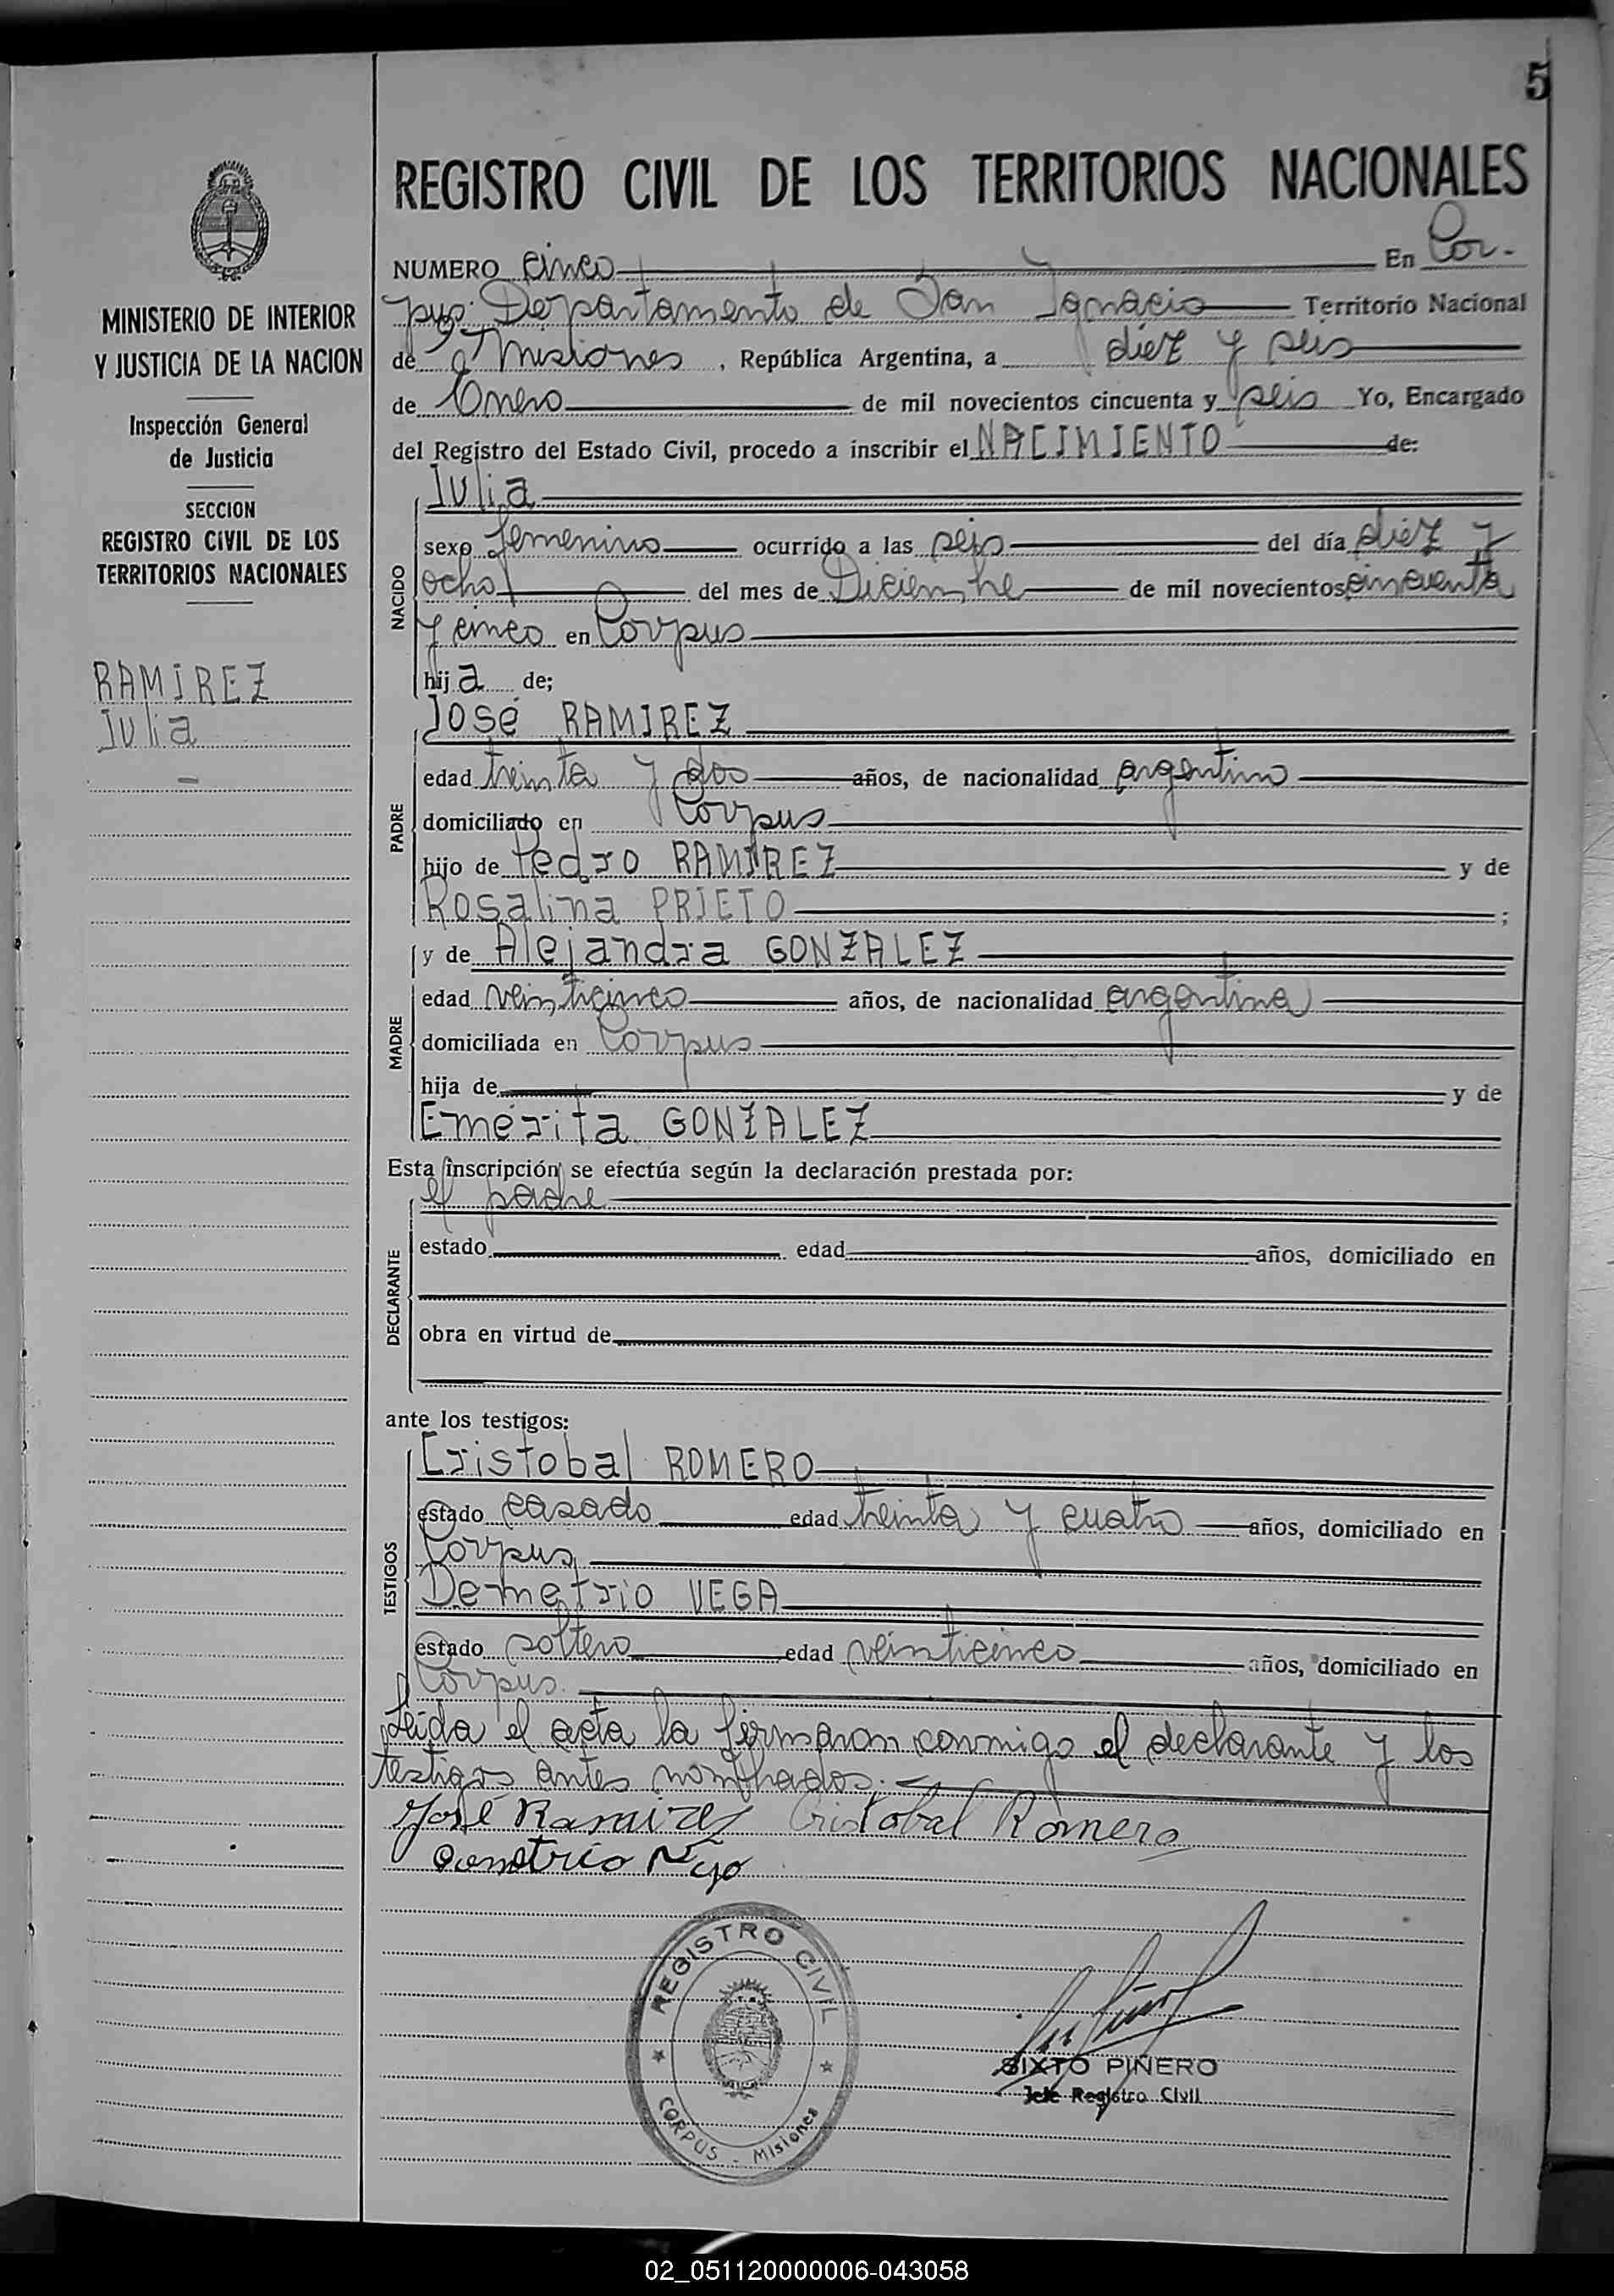 5
REGISTRO CIVIL DE LOS TERRITORIOS NACIONALES
MINISTERIO DE INTERIOR
Y JUSTICIA DE LA NACION
Inspección General
de Justicia
SECCION
REGISTRO CIVIL DE LOS
TERRITORIOS NACIONALES
RAMIREZ
Julia
NUMERO cinco En Cor-
pus Departamento de San Ignacio Territorio Nacional
de Misiones, República Argentina, a diez y seis
de Enero de mil novecientos cincuenta y seis Yo, Encargado
del Registro del Estado Civil, procedo a inscribir el NACIMIENTO de:
NACIDO
Julia
sexo femenino ocurrido a las seis del día diez y
ocho del mes de Diciembre de mil novecientos cincuenta
y cinco en Corpus
hija de;
PADRE
José RAMIREZ
edad treinta y dos años, de nacionalidad argentino
domiciliado en Corpus
hijo de Pedro RAMIREZ y de
Rosalina PRIETO ;
MADRE
y de Alejandra GONZALEZ
edad veinticinco años, de nacionalidad argentina
domiciliada en Corpus
hija de y de
Emérita GONZALEZ
Esta inscripción se efectúa según la declaración prestada por:
DECLARANTE
el padre
estado edad años, domiciliado en
obra en virtud de
ante los testigos:
TESTIGOS
Cristobal ROMERO
estado casado edad treinta y cuatro años, domiciliado en
Corpus
Demetrio VEGA
estado soltero edad veinticinco años, domiciliado en
Corpus.
Leida el acta la firmaron conmigo el declarante y los
testigos antes nombrados.
José Ramirez Cristobal Romero
REGISTRO CIVIL
CORPUS - Misiones
SIXTO PIÑERO
Jefe Registro Civil
02_051120000006-043058